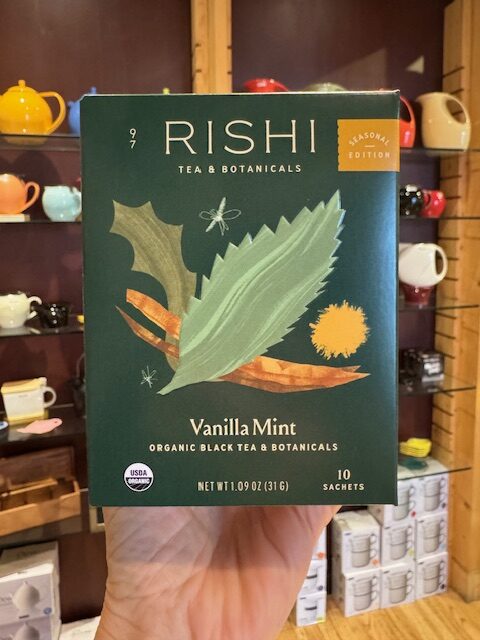 97
RISHI
TEA & BOTANICALS
SEASONAL
EDITION
Vanilla Mint
ORGANIC BLACK TEA & BOTANICALS
USDA
ORGANIC
NET WT 1.09 OZ (31 G)
10
SACHETS